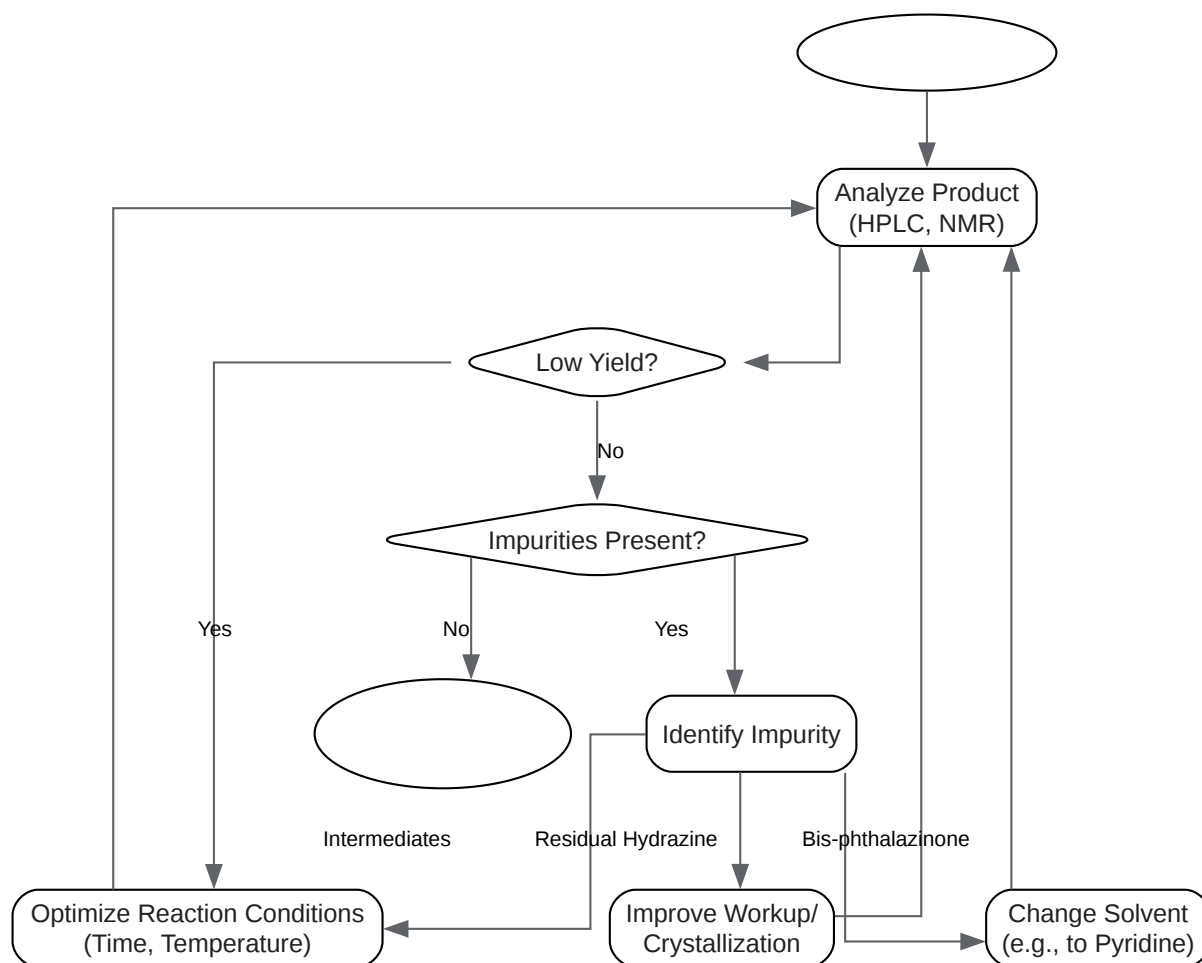 Analyze Product
(HPLC, NMR)
Low Yield?
No
Impurities Present?
Yes
No
Yes
Identify Impurity
Intermediates
Residual Hydrazine
Bis-phthalazinone
Optimize Reaction Conditions
(Time, Temperature)
Improve Workup/
Crystallization
Change Solvent
(e.g., to Pyridine)